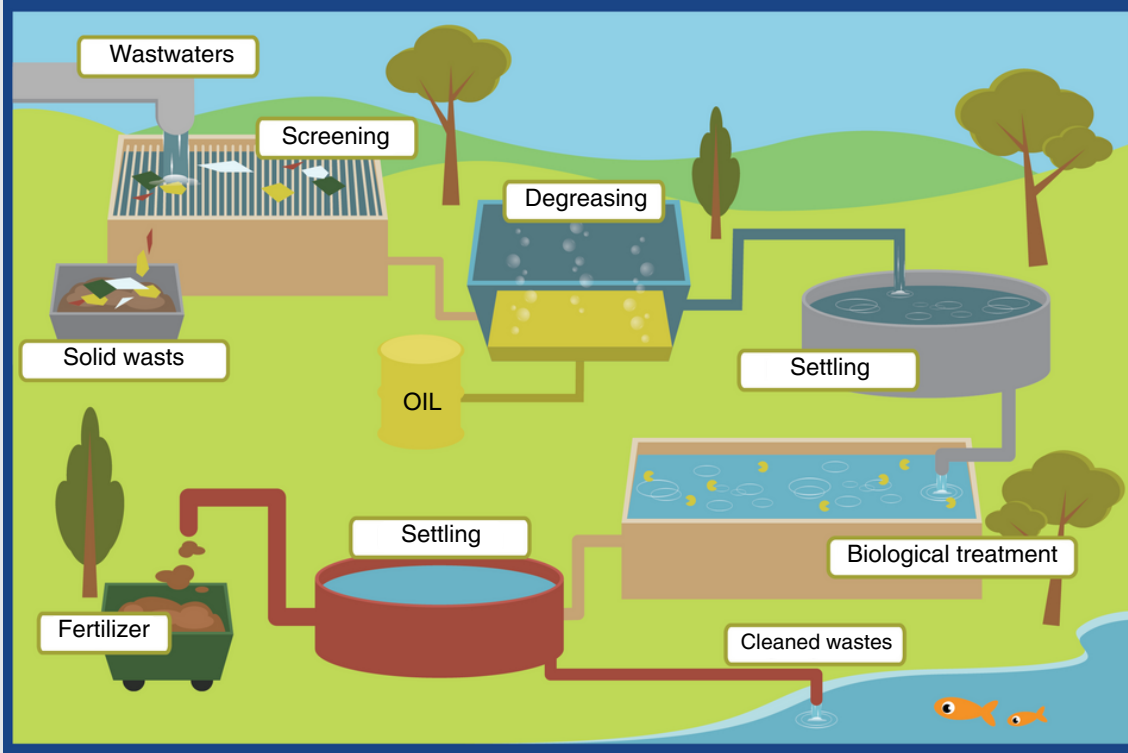 Wastwaters
Screening
Degreasing
Solid wasts
OIL
Settling
Settling
Biological treatment
Fertilizer
Cleaned wastes